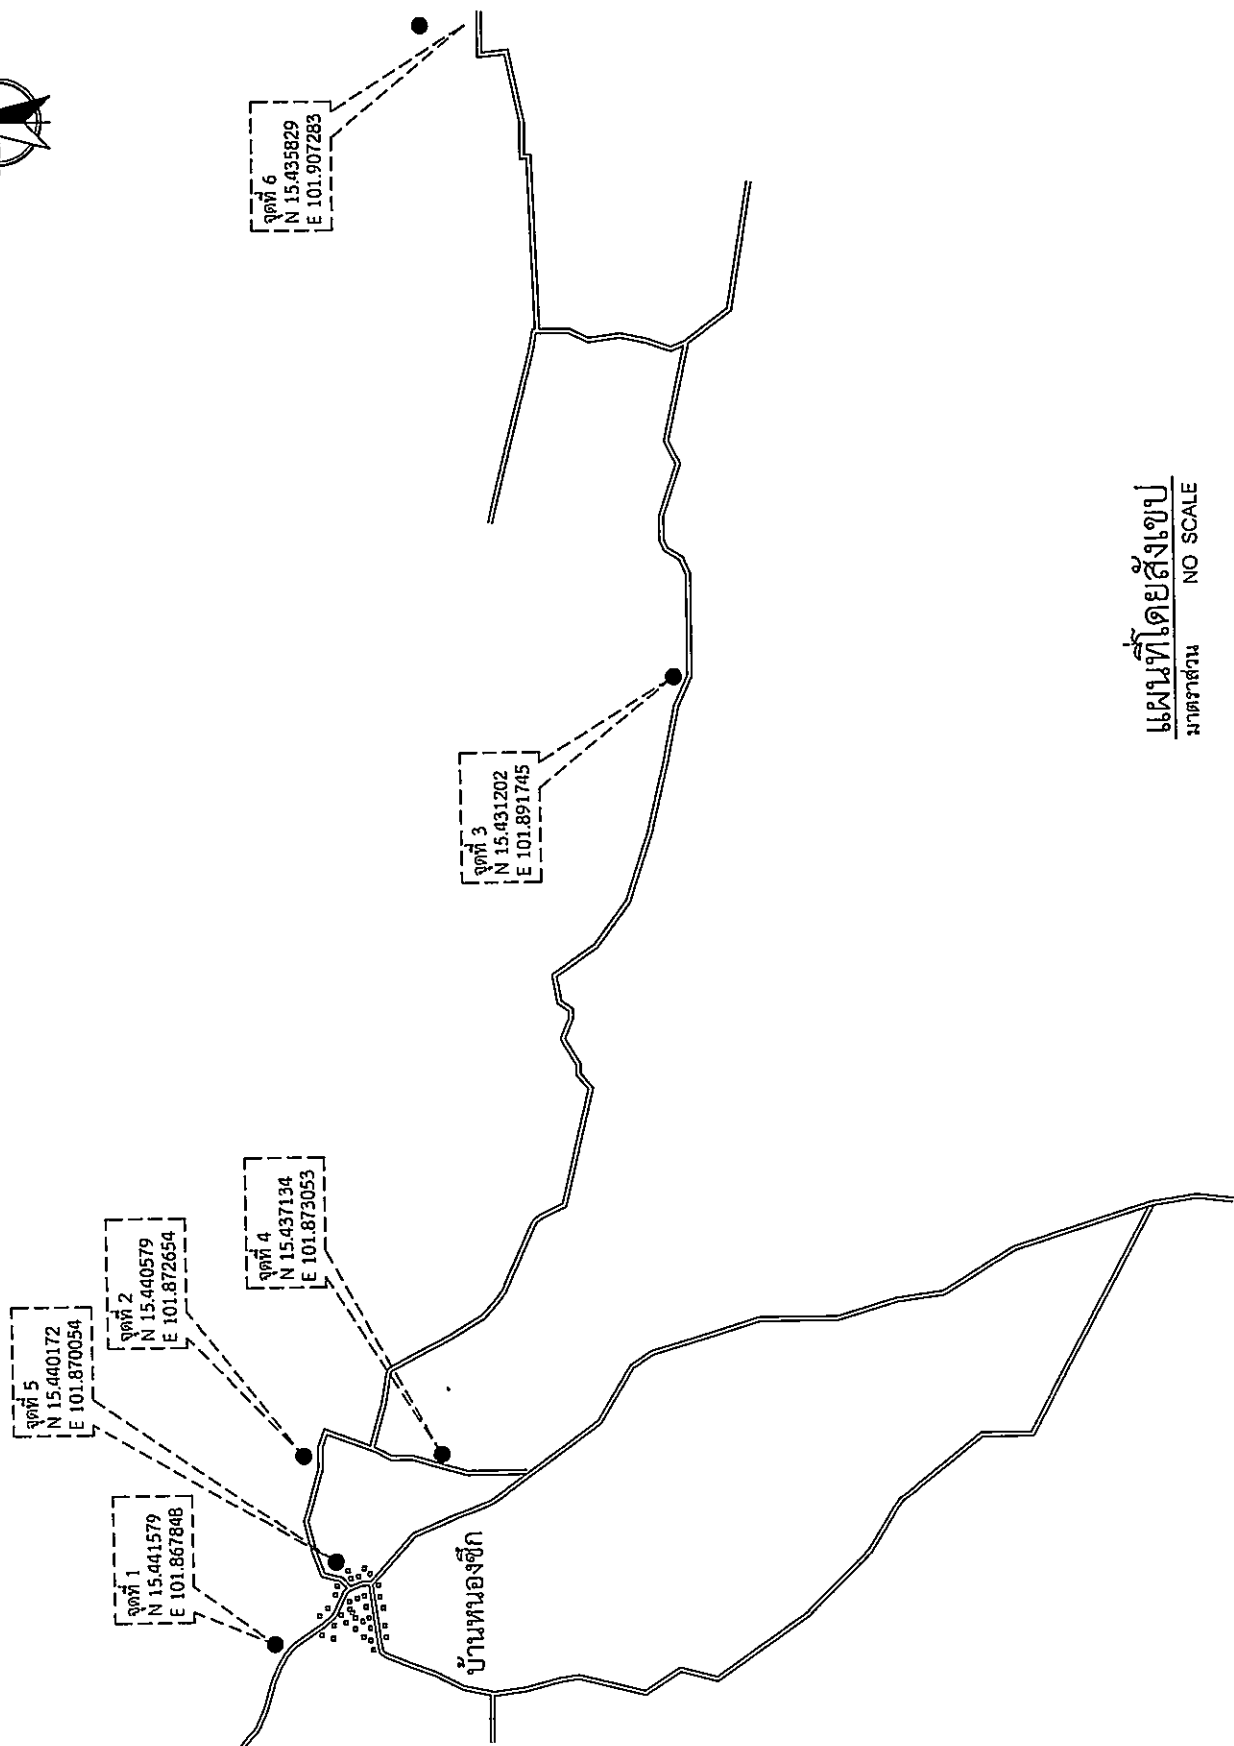 จุดที่ 1
N 15.441579
E 101.867848
จุดที่ 5
N 15.440172
E 101.870054
จุดที่ 2
N 15.440579
E 101.872654
จุดที่ 4
N 15.437134
E 101.873053
จุดที่ 3
N 15.431202
E 101.891745
จุดที่ 6
N 15.435829
E 101.907283
บ้านหนองขี้ก
แผนที่โดยสังเขป
มาตราส่วน NO SCALE